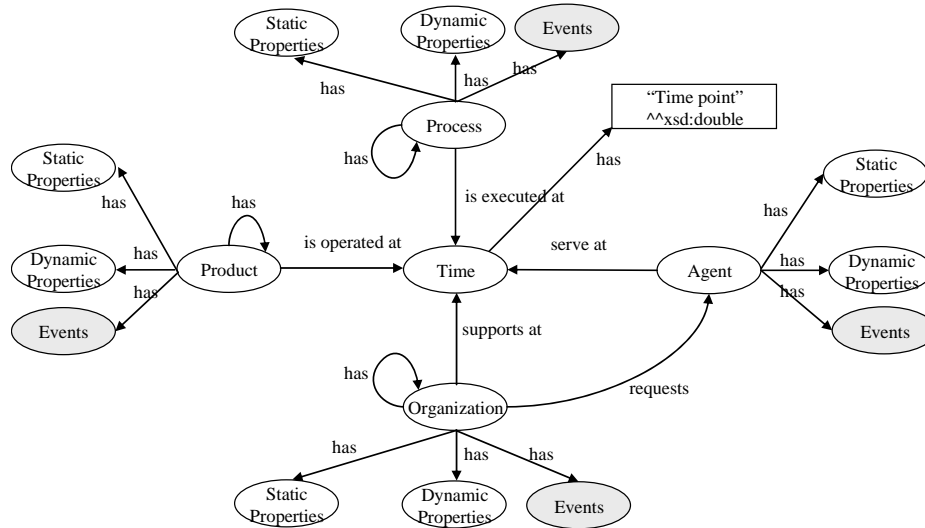 Static
Properties
Dynamic
Properties
Events
has
has
has
"Time point"
^^xsd:double
Process
has
has
Static
Properties
Static
Properties
has
has
has
is executed at
is operated at
serve at
has
has
Dynamic
Properties
Product
Time
Agent
Dynamic
Properties
has
has
Events
Events
supports at
has
requests
Organization
has
has
has
Static
Properties
Dynamic
Properties
Events